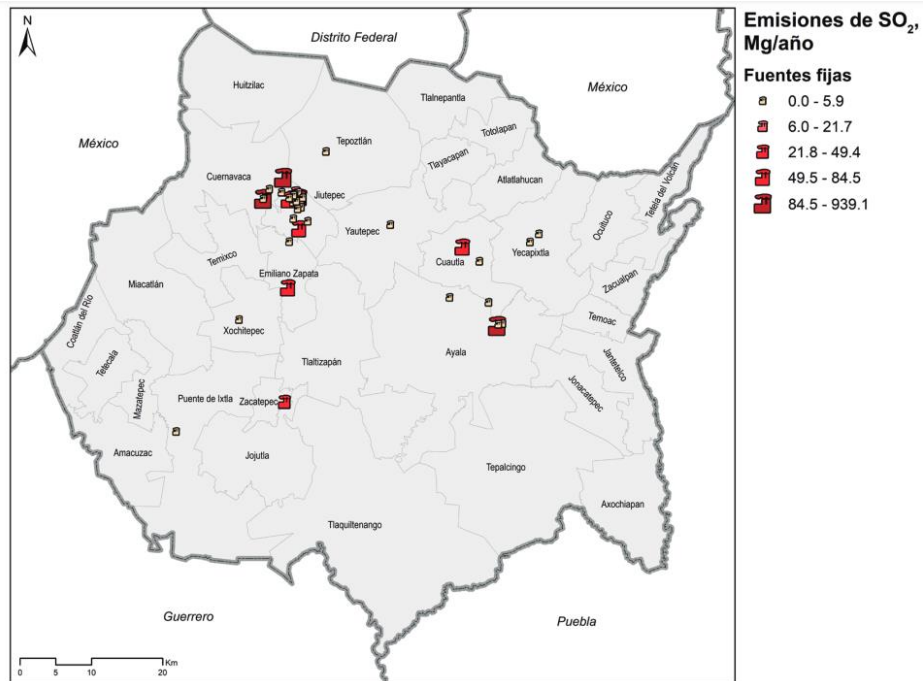 N
Distrito Federal
México
México
Huitzilac
Tlalnepantla
Totolapan
Tepoztlán
Tlayacapan
Cuernavaca
Atlatlahucan
Jiutepec
Tetela del Volcán
Ocuituco
Yautepec
Yecapixtla
Temixco
Cuautla
Emiliano Zapata
Zacualpan
Miacatlán
Temoac
Coatlán del Río
Xochitepec
Ayala
Tlaltizapán
Jantetelco
Tetecala
Jonacatepec
Mazatepec
Puente de Ixtla
Zacatepec
Amacuzac
Jojutla
Tepalcingo
Axochiapan
Tlaquiltenango
Guerrero
Puebla
0 5 10 20
Km
Emisiones de SO₂,
Mg/año
Fuentes fijas
0.0 - 5.9
6.0 - 21.7
21.8 - 49.4
49.5 - 84.5
84.5 - 939.1